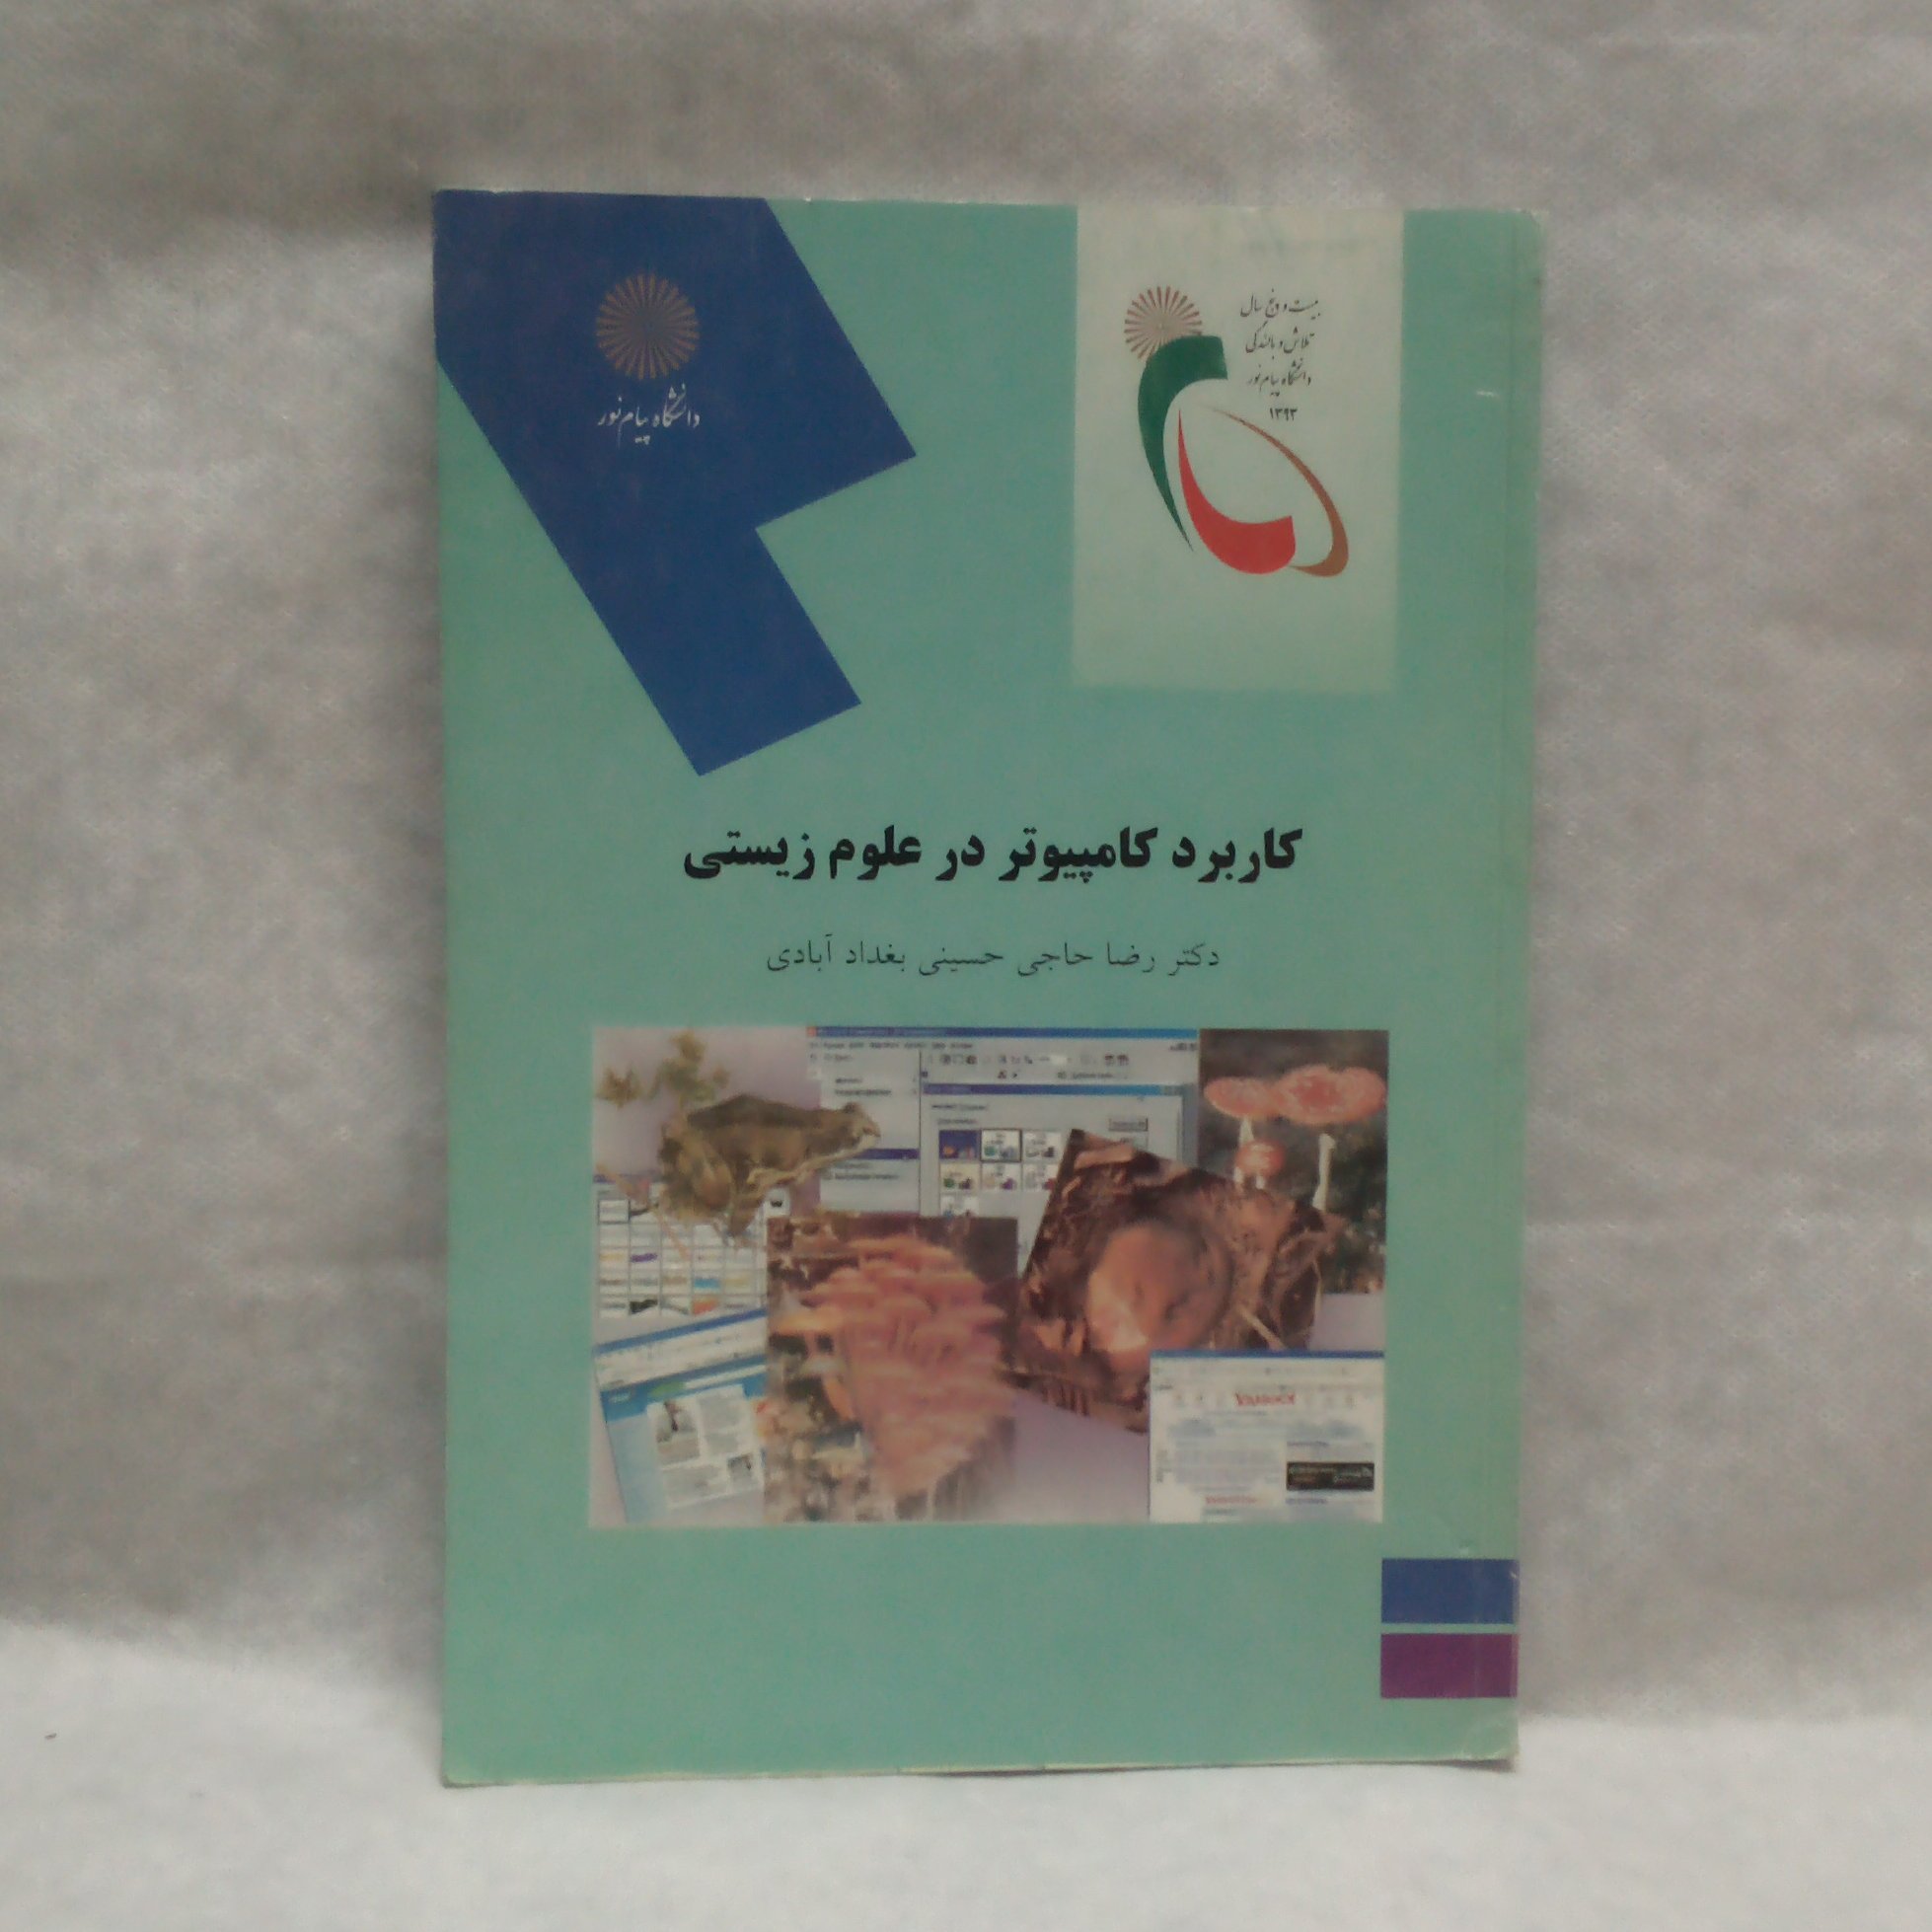 بیست و پنج سال
تلاش و بالندگی
دانشگاه پیام نور
۱۳۹۳
دانشگاه پیام نور
کاربرد کامپیوتر در علوم زیستی
دکتر رضا حاجی حسینی بغداد آبادی
YAHOO!